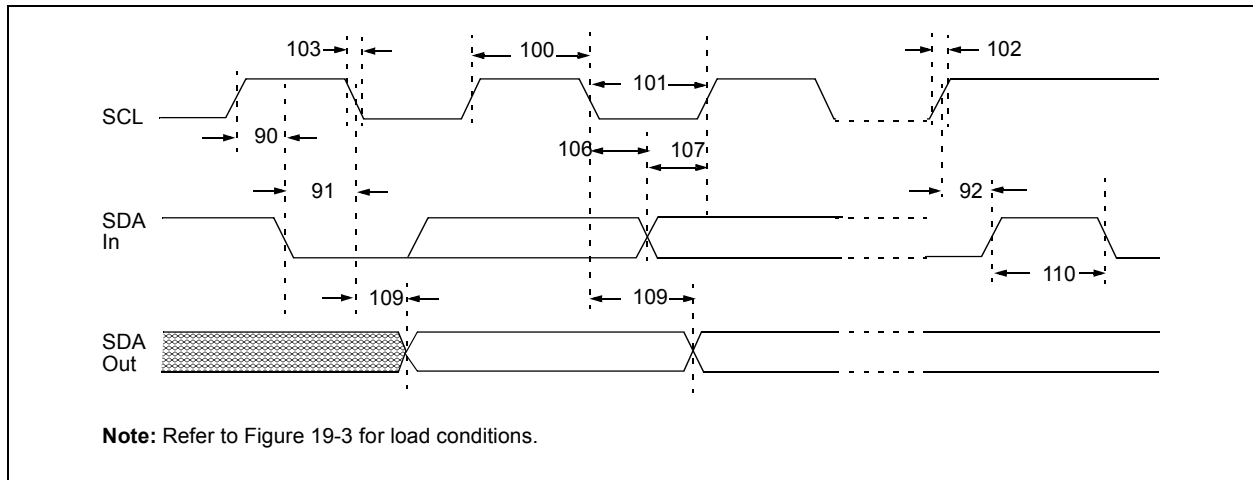 103
100
102
101
SCL
90
106
107
91
92
SDA
In
109
109
110
SDA
Out
Note: Refer to Figure 19-3 for load conditions.